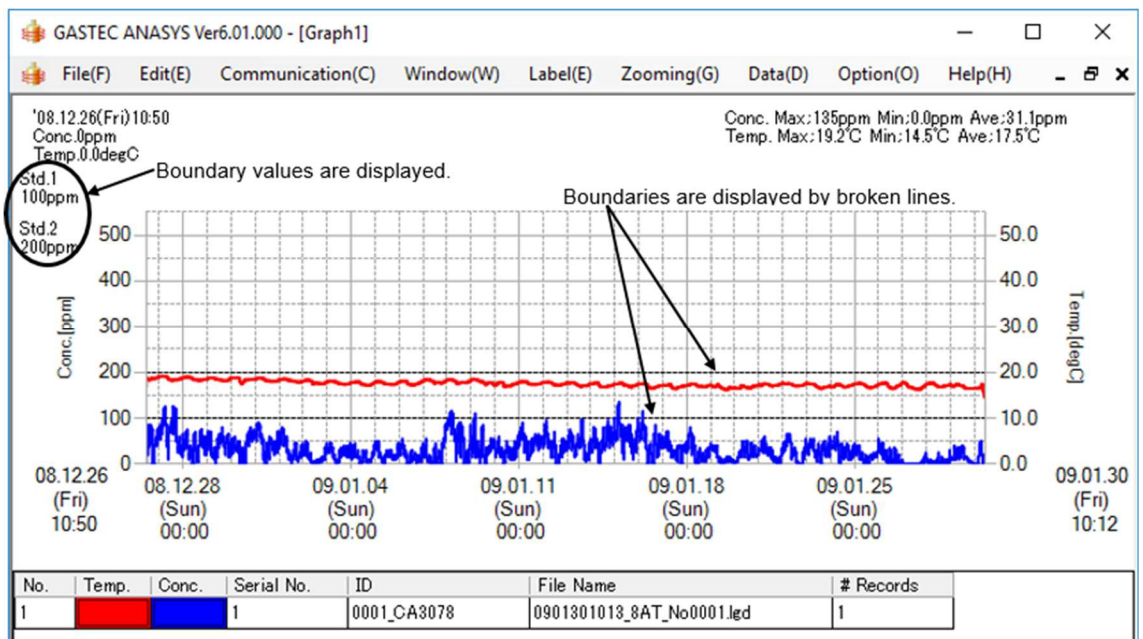 GASTEC ANASYS Ver6.01.000 - [Graph1]
File(F) Edit(E) Communication(C) Window(W) Label(E) Zooming(G) Data(D) Option(O) Help(H)
'08.12.26(Fri)10:50
Conc.0ppm
Temp.0.0degC
Conc. Max:135ppm Min:0.0ppm Ave:31.1ppm
Temp. Max:19.2℃ Min:14.5℃ Ave:17.5℃
Std.1
100ppm
Std.2
200ppm
Boundary values are displayed.
Boundaries are displayed by broken lines.
Conc.[ppm]
500
400
300
200
100
0
50.0
40.0
30.0
20.0
10.0
0.0
Temp.[degC]
08.12.26
(Fri)
10:50
08.12.28
(Sun)
00:00
09.01.04
(Sun)
00:00
09.01.11
(Sun)
00:00
09.01.18
(Sun)
00:00
09.01.25
(Sun)
00:00
09.01.30
(Fri)
10:12
No. Temp. Conc. Serial No. ID File Name # Records
1 1 0001_CA3078 0901301013_8AT_No0001.lgd 1